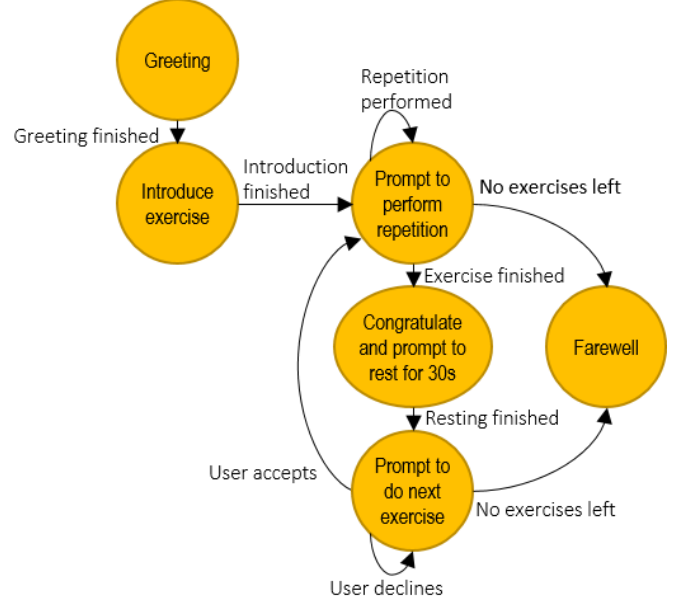 Greeting
Greeting finished
Introduce
exercise
Introduction
finished
Repetition
performed
Prompt to
perform
repetition
No exercises left
Exercise finished
Congratulate
and prompt to
rest for 30s
Farewell
Resting finished
User accepts
Prompt to
do next
exercise
No exercises left
User declines